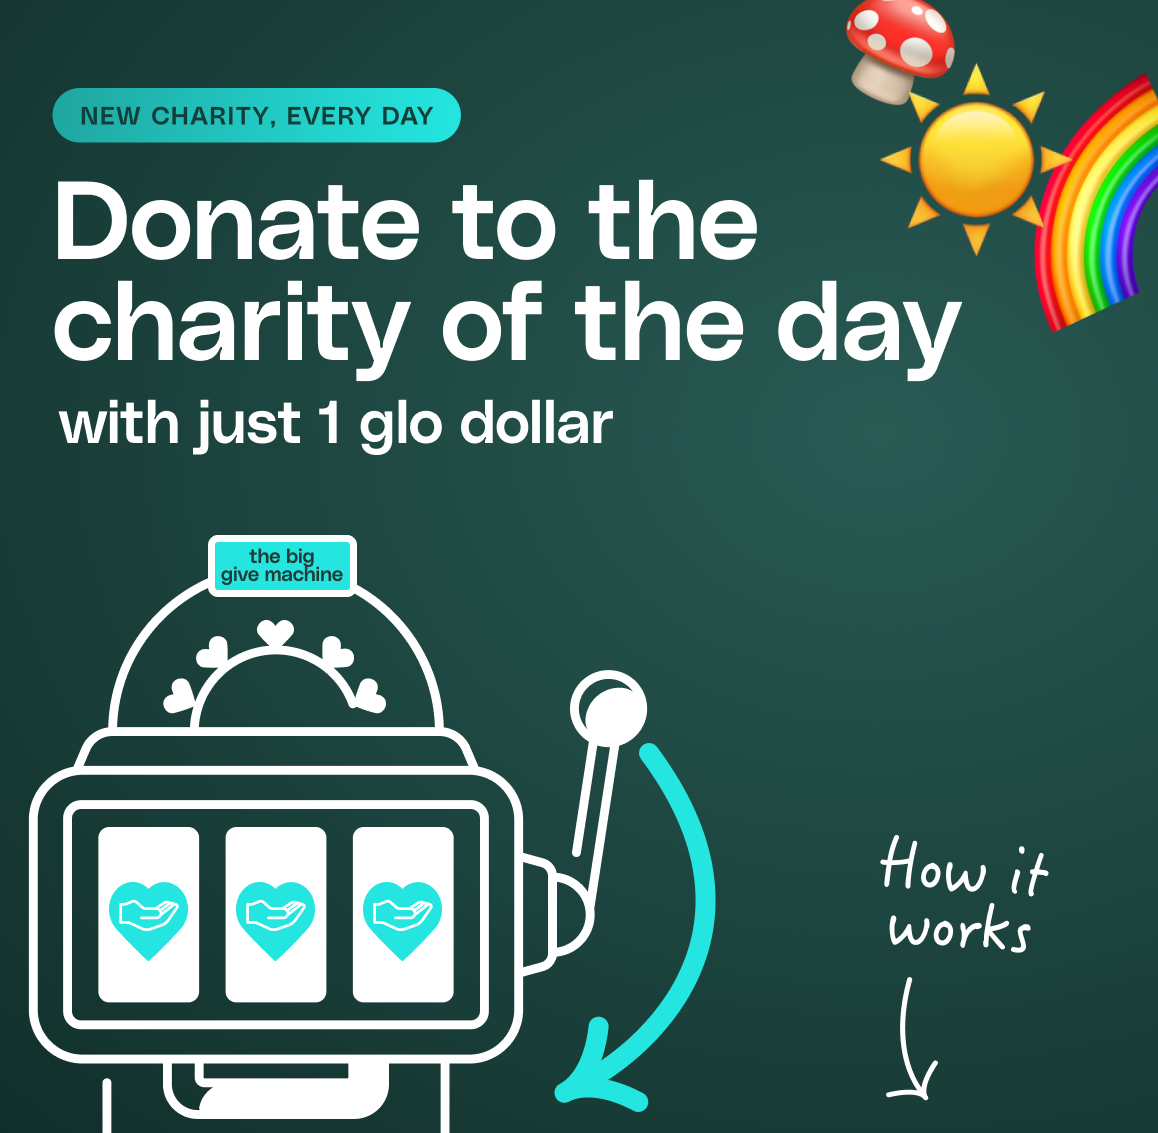 NEW CHARITY, EVERY DAY
Donate to the
charity of the day
with just 1 glo dollar
the big
give machine
How it
works